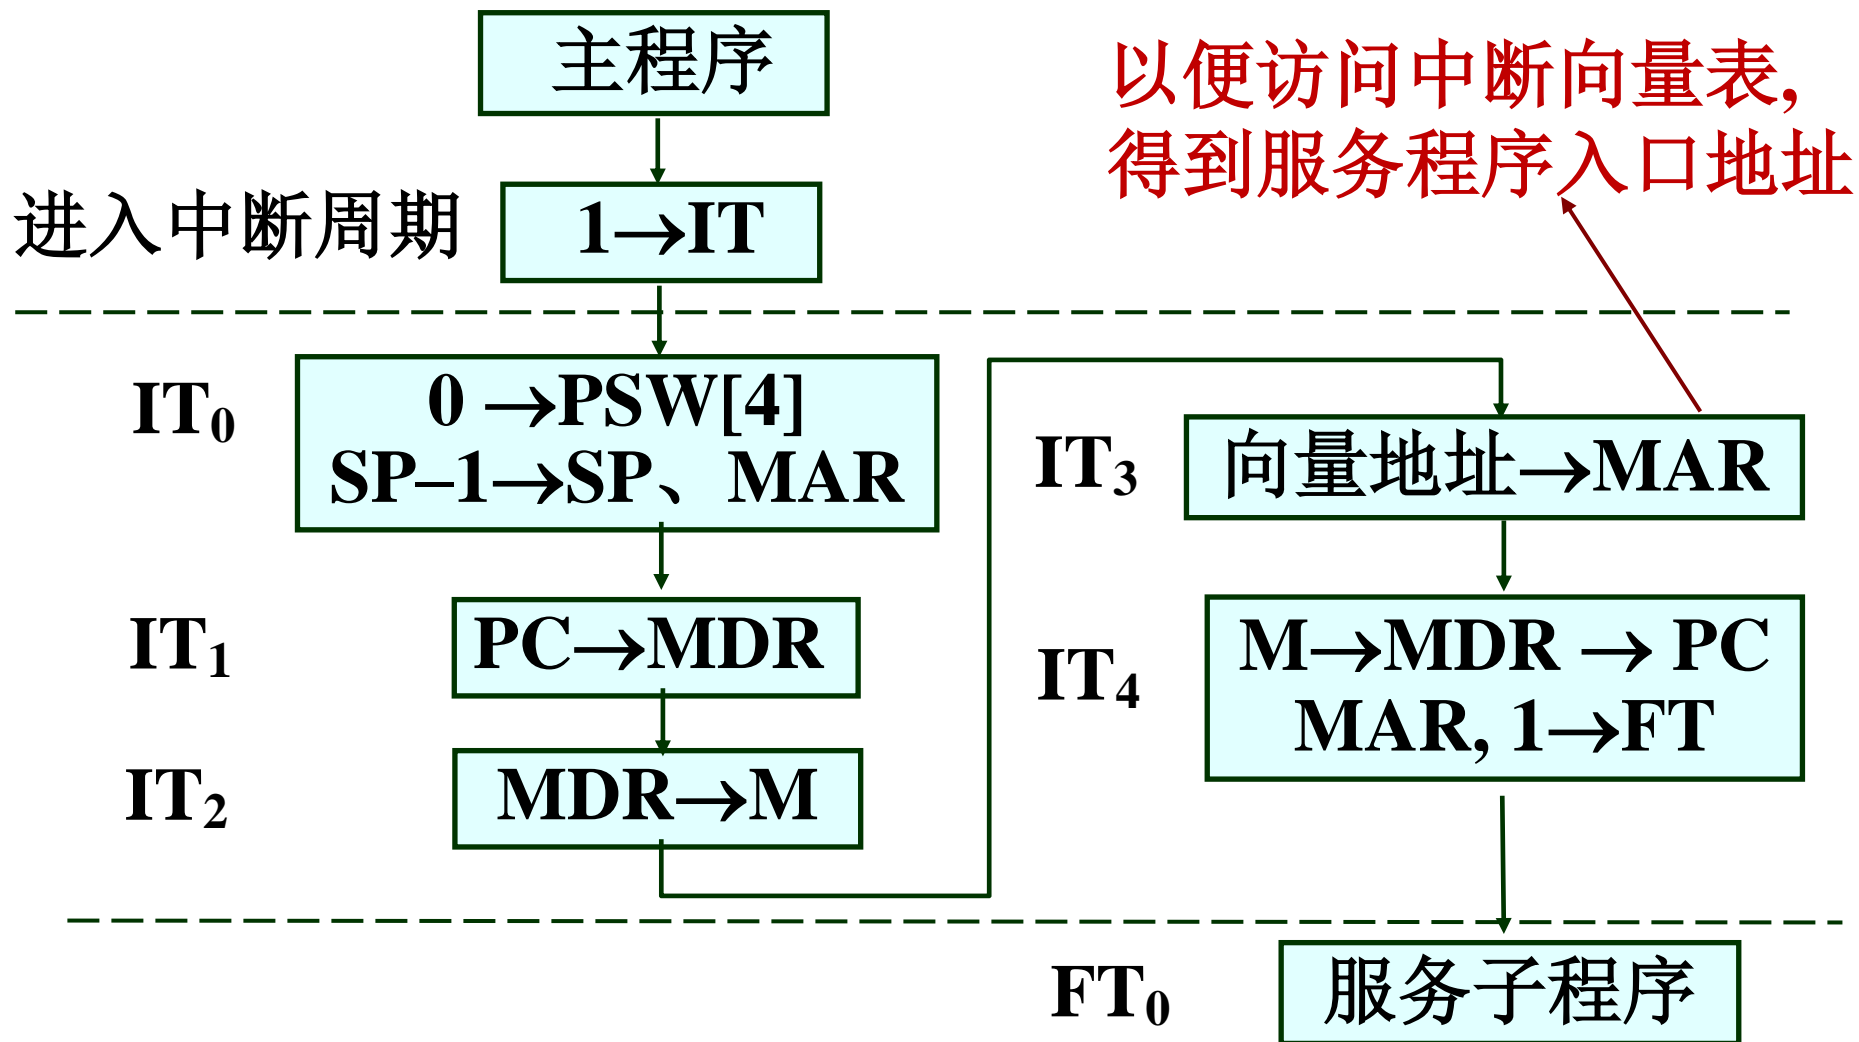 主程序
以便访问中断向量表,
得到服务程序入口地址
进入中断周期
1→IT
IT₀
0 →PSW[4]
SP–1→SP、MAR
IT₁
PC→MDR
IT₂
MDR→M
IT₃
向量地址→MAR
IT₄
M→MDR → PC
MAR, 1→FT
FT₀
服务子程序